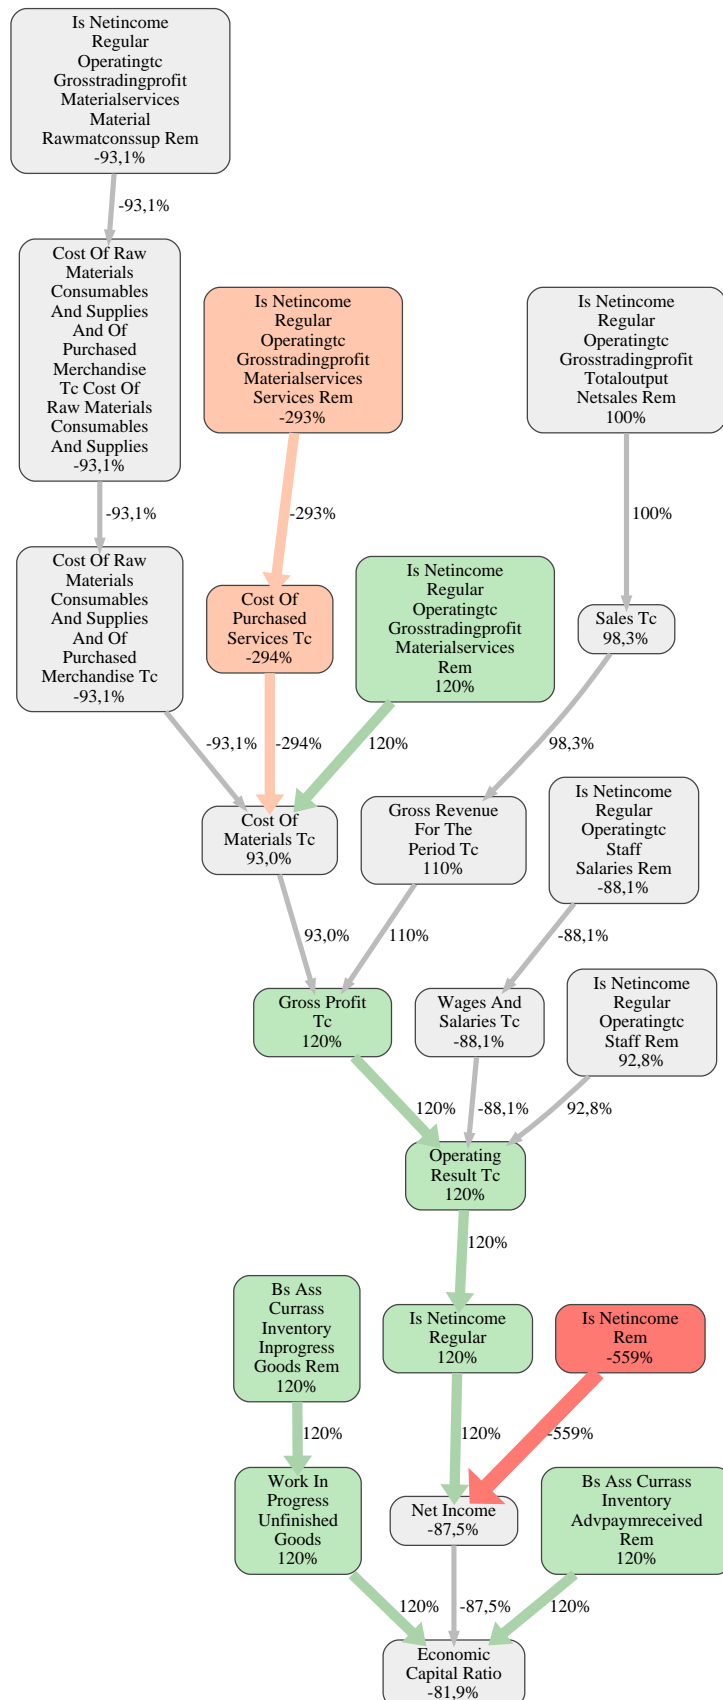 Is Netincome
Regular
Operatingtc
Grosstradingprofit
Materialservices
Material
Rawmatconssup Rem
-93,1%
-93,1%
Cost Of Raw
Materials
Consumables
And Supplies
And Of
Purchased
Merchandise
Tc Cost Of
Raw Materials
Consumables
And Supplies
-93,1%
Is Netincome
Regular
Operatingtc
Grosstradingprofit
Materialservices
Services Rem
-293%
Is Netincome
Regular
Operatingtc
Grosstradingprofit
Totaloutput
Netsales Rem
100%
-93,1%
-293%
100%
Cost Of Raw
Materials
Consumables
And Supplies
And Of
Purchased
Merchandise Tc
-93,1%
Cost Of
Purchased
Services Tc
-294%
Is Netincome
Regular
Operatingtc
Grosstradingprofit
Materialservices
Rem
120%
Sales Tc
98,3%
-93,1%
-294%
120%
98,3%
Cost Of
Materials Tc
93,0%
Gross Revenue
For The
Period Tc
110%
Is Netincome
Regular
Operatingtc
Staff
Salaries Rem
-88,1%
93,0%
110%
-88,1%
Gross Profit
Tc
120%
Wages And
Salaries Tc
-88,1%
Is Netincome
Regular
Operatingtc
Staff Rem
92,8%
120%
-88,1%
92,8%
Operating
Result Tc
120%
120%
Bs Ass
Currass
Inventory
Inprogress
Goods Rem
120%
Is Netincome
Regular
120%
Is Netincome
Rem
-559%
120%
120%
-559%
Work In
Progress
Unfinished
Goods
120%
Net Income
-87,5%
Bs Ass Currass
Inventory
Advpaymreceived
Rem
120%
120%
-87,5%
120%
Economic
Capital Ratio
-81,9%